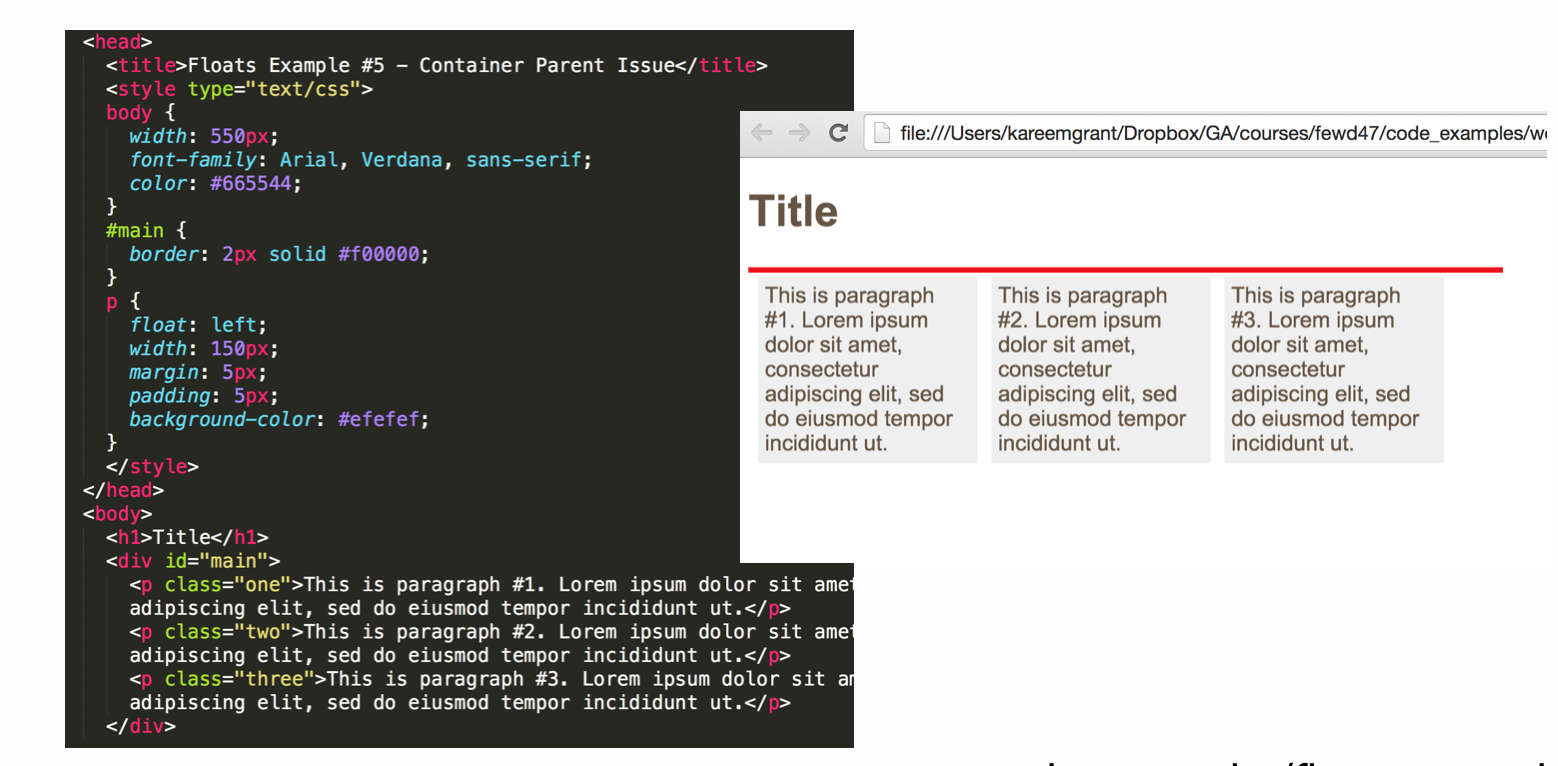 <head>
<title>Floats Example #5 – Container Parent Issue</title>
<style type="text/css">
body {
width: 550px;
font-family: Arial, Verdana, sans-serif;
color: #665544;
}
#main {
border: 2px solid #f00000;
}
p {
float: left;
width: 150px;
margin: 5px;
padding: 5px;
background-color: #efefef;
}
</style>
</head>
<body>
<h1>Title</h1>
<div id="main">
<p class="one">This is paragraph #1. Lorem ipsum dolor sit amet
adipiscing elit, sed do eiusmod tempor incididunt ut.</p>
<p class="two">This is paragraph #2. Lorem ipsum dolor sit amet
adipiscing elit, sed do eiusmod tempor incididunt ut.</p>
<p class="three">This is paragraph #3. Lorem ipsum dolor sit
adipiscing elit, sed do eiusmod tempor incididunt ut.</p>
</div>
file:///Users/kareemgrant/Dropbox/GA/courses/fewd47/code_examples/we
Title
This is paragraph
#1. Lorem ipsum
dolor sit amet,
consectetur
adipiscing elit, sed
do eiusmod tempor
incididunt ut.
This is paragraph
#2. Lorem ipsum
dolor sit amet,
consectetur
adipiscing elit, sed
do eiusmod tempor
incididunt ut.
This is paragraph
#3. Lorem ipsum
dolor sit amet,
consectetur
adipiscing elit, sed
do eiusmod tempor
incididunt ut.